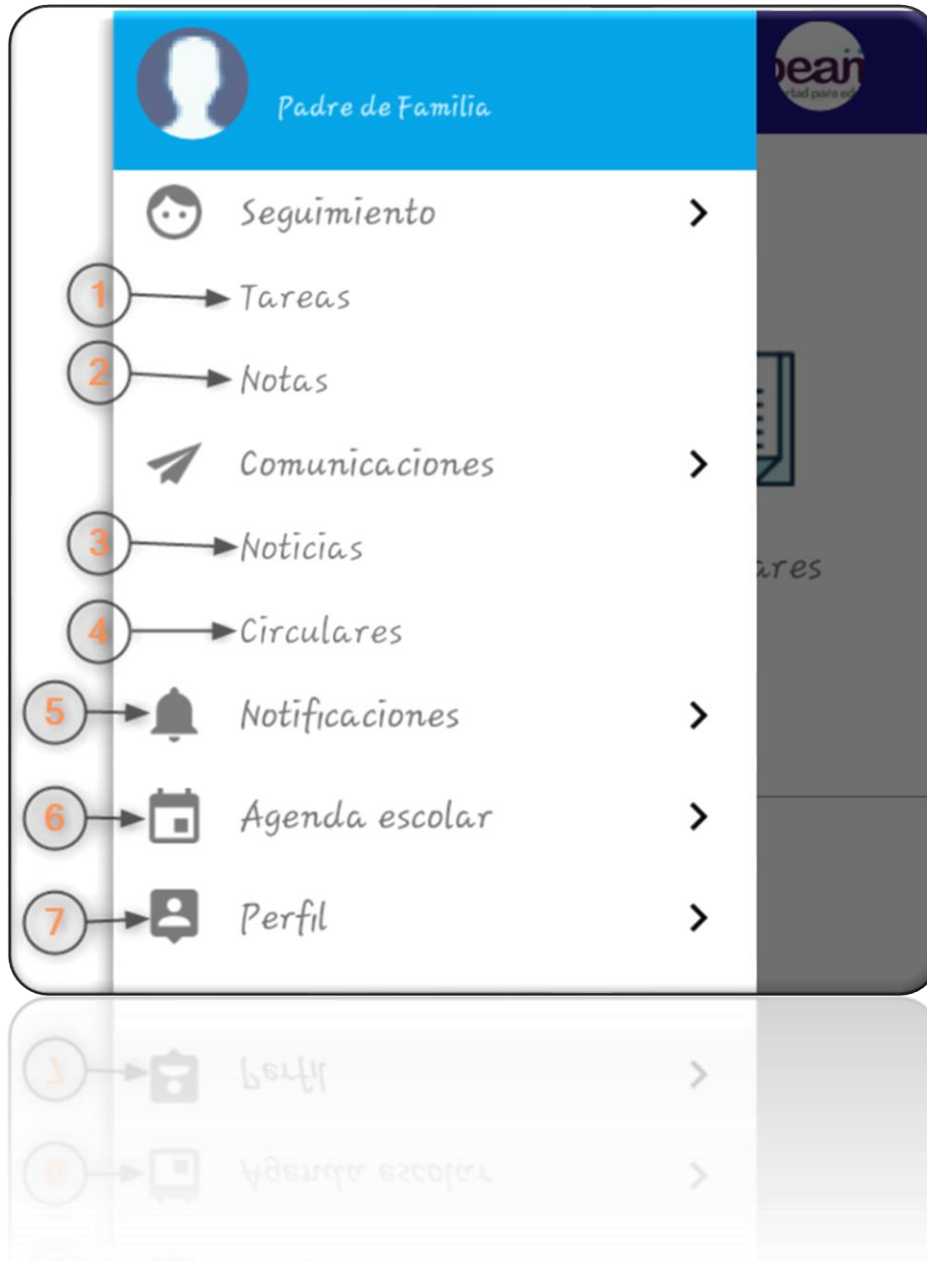 Padre de Familia
Seguimiento
1 Tareas
2 Notas
Comunicaciones
3 Noticias
4 Circulares
5 Notificaciones
6 Agenda escolar
7 Perfil